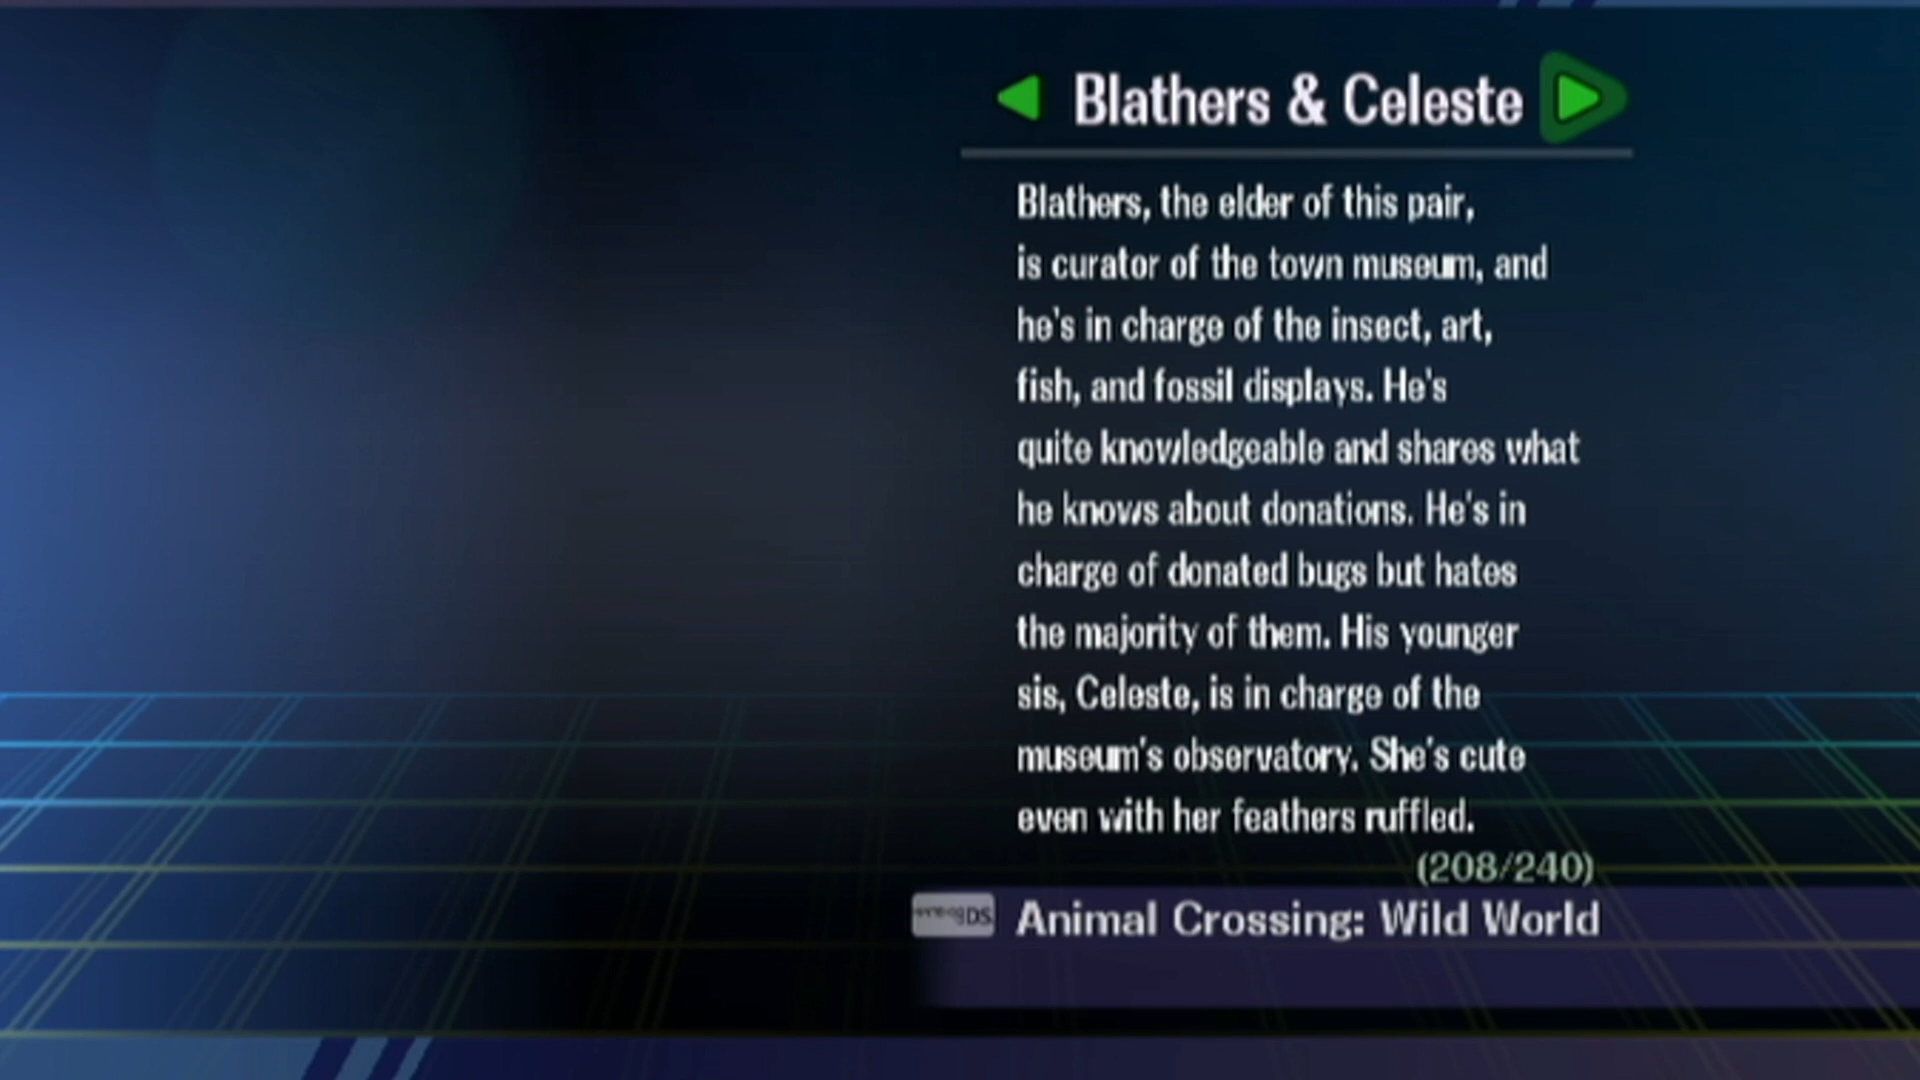 Blathers & Celeste
Blathers, the elder of this pair,
is curator of the town museum, and
he's in charge of the insect, art,
fish, and fossil displays. He's
quite knowledgeable and shares what
he knows about donations. He's in
charge of donated bugs but hates
the majority of them. His younger
sis, Celeste, is in charge of the
museum's observatory. She's cute
even with her feathers ruffled.
(208/240)
DS Animal Crossing: Wild World